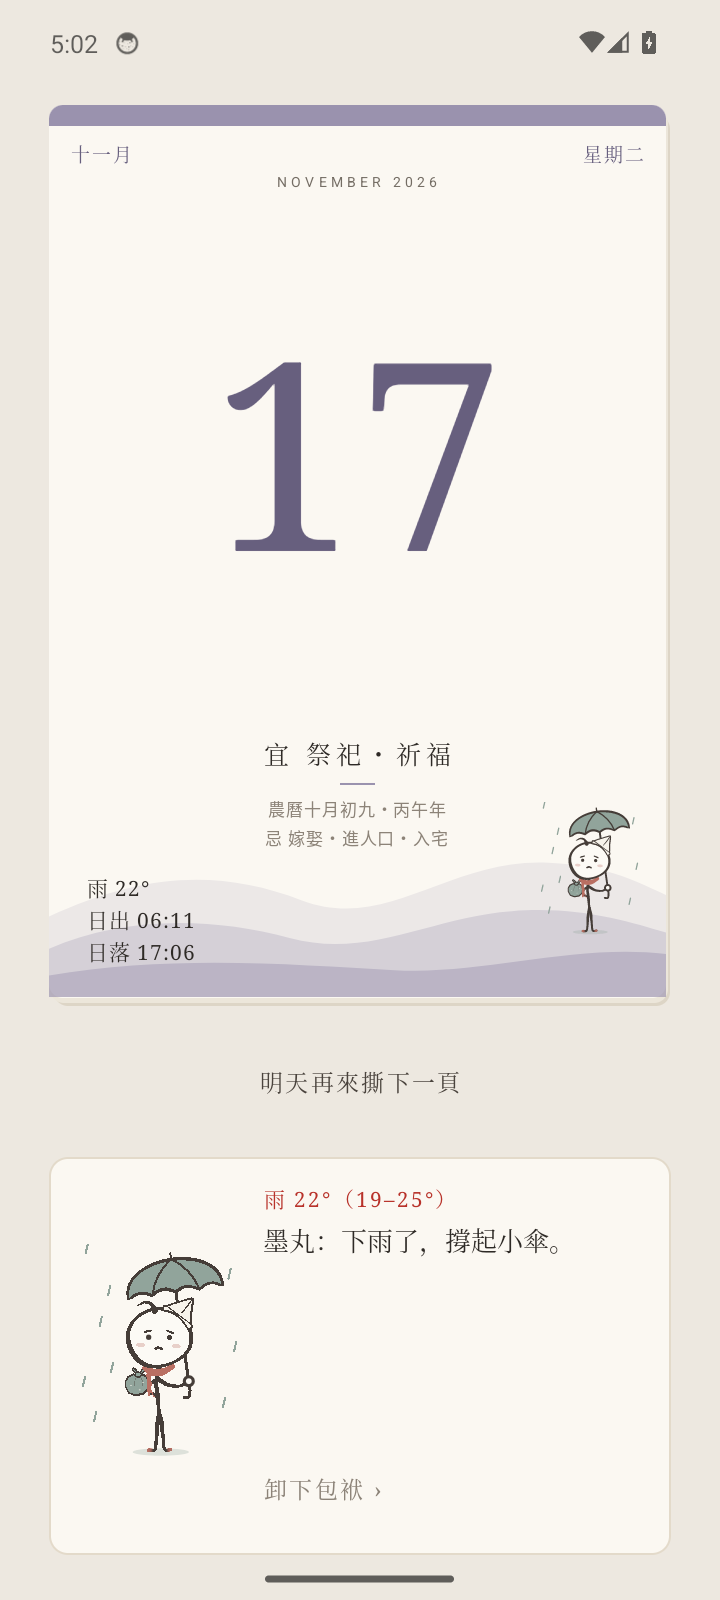 5:02
十一月
星期二
NOVEMBER 2026
17
宜 祭祀・祈福
農曆十月初九・丙午年
忌 嫁娶・進人口・入宅
雨 22°
日出 06:11
日落 17:06
明天再來撕下一頁
雨 22°（19–25°）
墨丸：下雨了，撐起小傘。
卸下包袱 ›